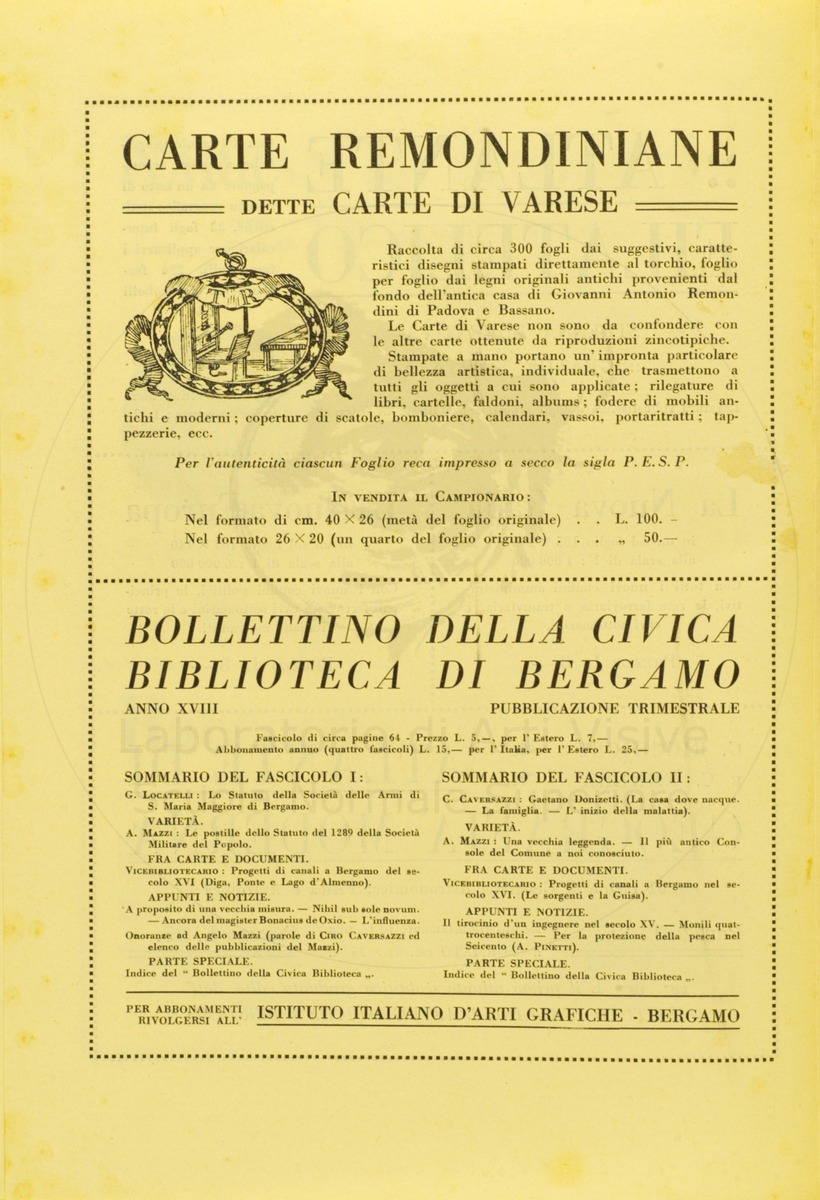 CARTE REMONDINIANE
DETTE CARTE DI VARESE
T R
Raccolta di circa 300 fogli dai suggestivi, caratte-
ristici disegni stampati direttamente al torchio, foglio
per foglio dai legni originali antichi provenienti dal
fondo dell'antica casa di Giovanni Antonio Remon-
dini di Padova e Bassano.
Le Carte di Varese non sono da confondere con
le altre carte ottenute da riproduzioni zincotipiche.
Stampate a mano portano un' impronta particolare
di bellezza artistica, individuale, che trasmettono a
tutti gli oggetti a cui sono applicate ; rilegature di
libri, cartelle, faldoni, albums ; fodere di mobili an-
tichi e moderni ; coperture di scatole, bomboniere, calendari, vassoi, portaritratti ; tap-
pezzerie, ecc.
Per l'autenticità ciascun Foglio reca impresso a secco la sigla P. E. S. P.
IN VENDITA IL CAMPIONARIO :
Nel formato di cm. 40 × 26 (metà del foglio originale) . . L. 100. –
Nel formato 26 × 20 (un quarto del foglio originale) . . . „ 50.—
BOLLETTINO DELLA CIVICA
BIBLIOTECA DI BERGAMO
ANNO XVIII PUBBLICAZIONE TRIMESTRALE
Fascicolo di circa pagine 64 - Prezzo L. 5,—, per l' Estero L. 7,—
Abbonamento annuo (quattro fascicoli) L. 15,— per l' Italia, per l' Estero L. 25,—
SOMMARIO DEL FASCICOLO I :
G. LOCATELLI : Lo Statuto della Società delle Armi di
S. Maria Maggiore di Bergamo.
VARIETÀ.
A. MAZZI : Le postille dello Statuto del 1289 della Società
Militare del Popolo.
FRA CARTE E DOCUMENTI.
VICEBIBLIOTECARIO : Progetti di canali a Bergamo del se-
colo XVI (Diga, Ponte e Lago d'Almenno).
APPUNTI E NOTIZIE.
A proposito di una vecchia misura. — Nihil sub sole novum.
— Ancora del magister Bonacius de Oxio. — L'influenza.
Onoranze ad Angelo Mazzi (parole di CIRO CAVERSAZZI ed
elenco delle pubblicazioni del Mazzi).
PARTE SPECIALE.
Indice del " Bollettino della Civica Biblioteca „.
SOMMARIO DEL FASCICOLO II :
C. CAVERSAZZI : Gaetano Donizetti. (La casa dove nacque.
— La famiglia. — L' inizio della malattia).
VARIETÀ.
A. MAZZI : Una vecchia leggenda. — Il più antico Con-
sole del Comune a noi conosciuto.
FRA CARTE E DOCUMENTI.
VICEBIBLIOTECARIO : Progetti di canali a Bergamo nel se-
colo XVI. (Le sorgenti e la Guisa).
APPUNTI E NOTIZIE.
Il tirocinio d'un ingegnere nel secolo XV. — Monili quat-
trocenteschi. — Per la protezione della pesca nel
Seicento (A. PINETTI).
PARTE SPECIALE.
Indice del " Bollettino della Civica Biblioteca „.
PER ABBONAMENTI
RIVOLGERSI ALL'
ISTITUTO ITALIANO D'ARTI GRAFICHE - BERGAMO